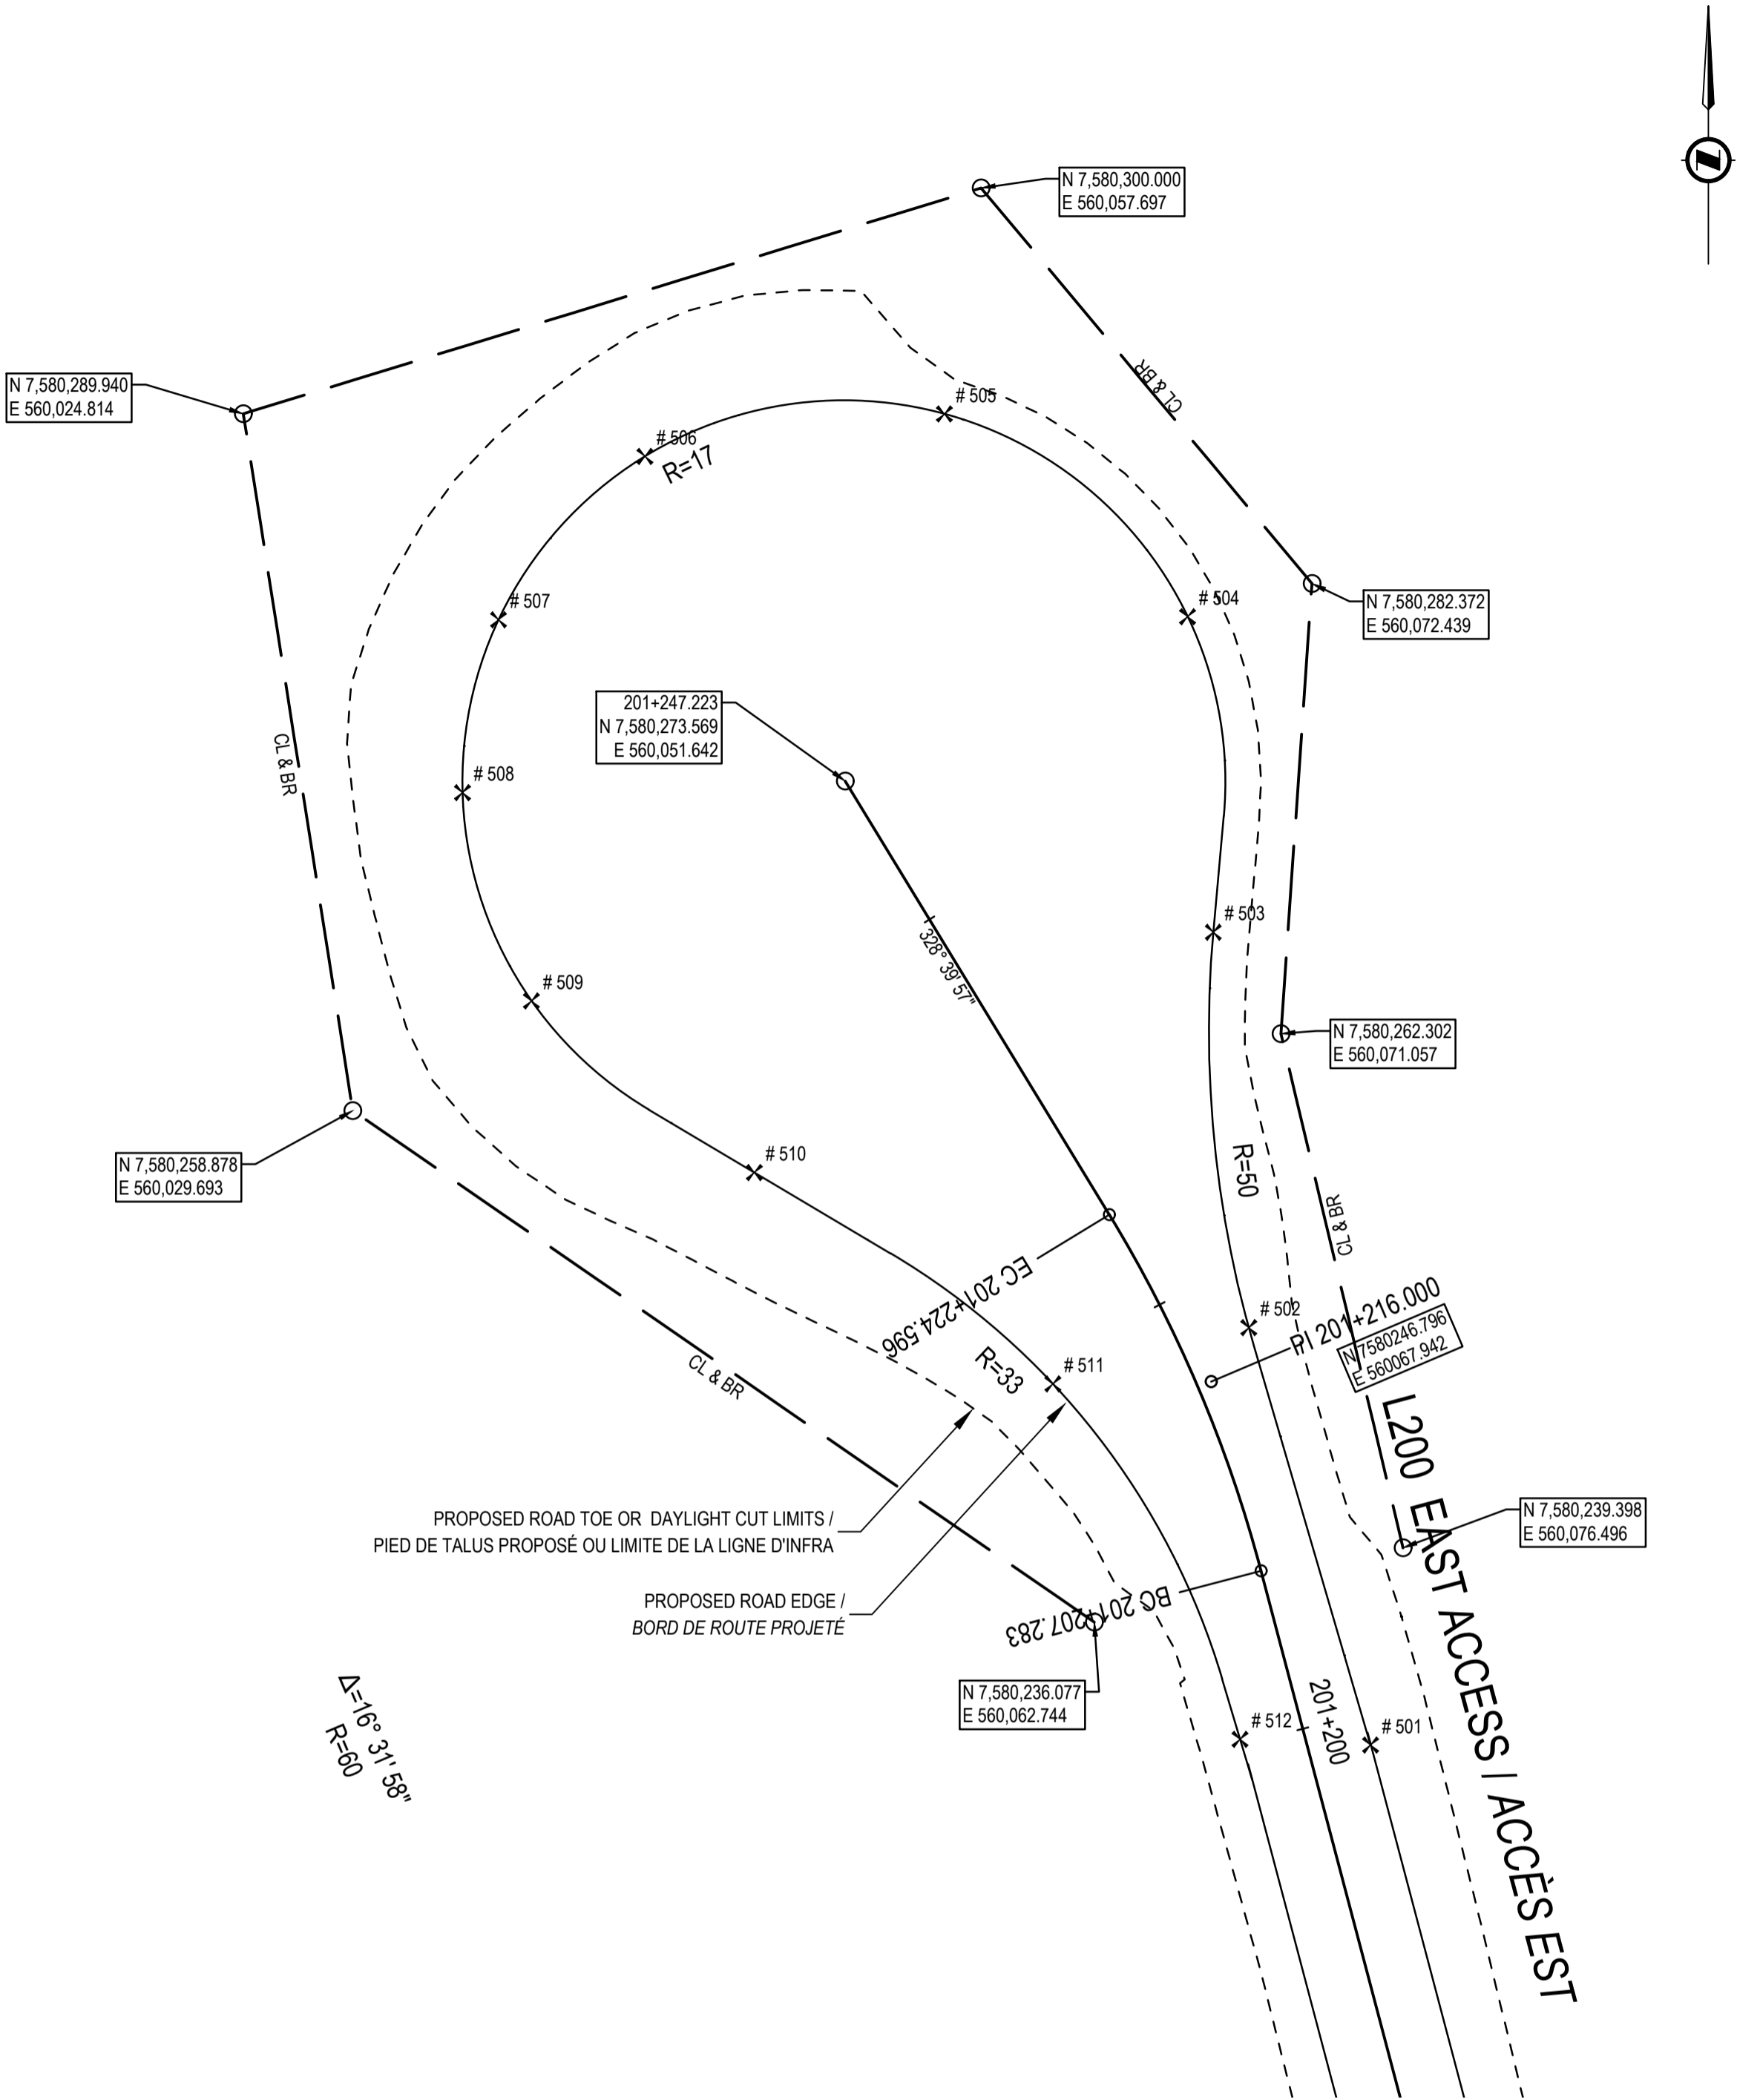 N 7,580,300.000
E 560,057.697
CL & BR
N 7,580,289.940
E 560,024.814
# 505
# 506
R=17
# 507
# 504
N 7,580,282.372
E 560,072.439
201+247.223
N 7,580,273.569
E 560,051.642
CL & BR
# 508
# 503
328° 39' 57"
# 509
N 7,580,262.302
E 560,071.057
N 7,580,258.878
E 560,029.693
# 510
R=50
CL & BR
EC 201+224.596
# 502
PI 201+216.000
N 7580246.796
E 560067.942
R=33
# 511
CL & BR
L200 EAST ACCESS / ACCÈS EST
PROPOSED ROAD TOE OR DAYLIGHT CUT LIMITS /
PIED DE TALUS PROPOSÉ OU LIMITE DE LA LIGNE D'INFRA
N 7,580,239.398
E 560,076.496
PROPOSED ROAD EDGE /
BORD DE ROUTE PROJETÉ
BC 201+207.283
N 7,580,236.077
E 560,062.744
# 512
201+200
# 501
Δ=16° 31' 58"
R=60